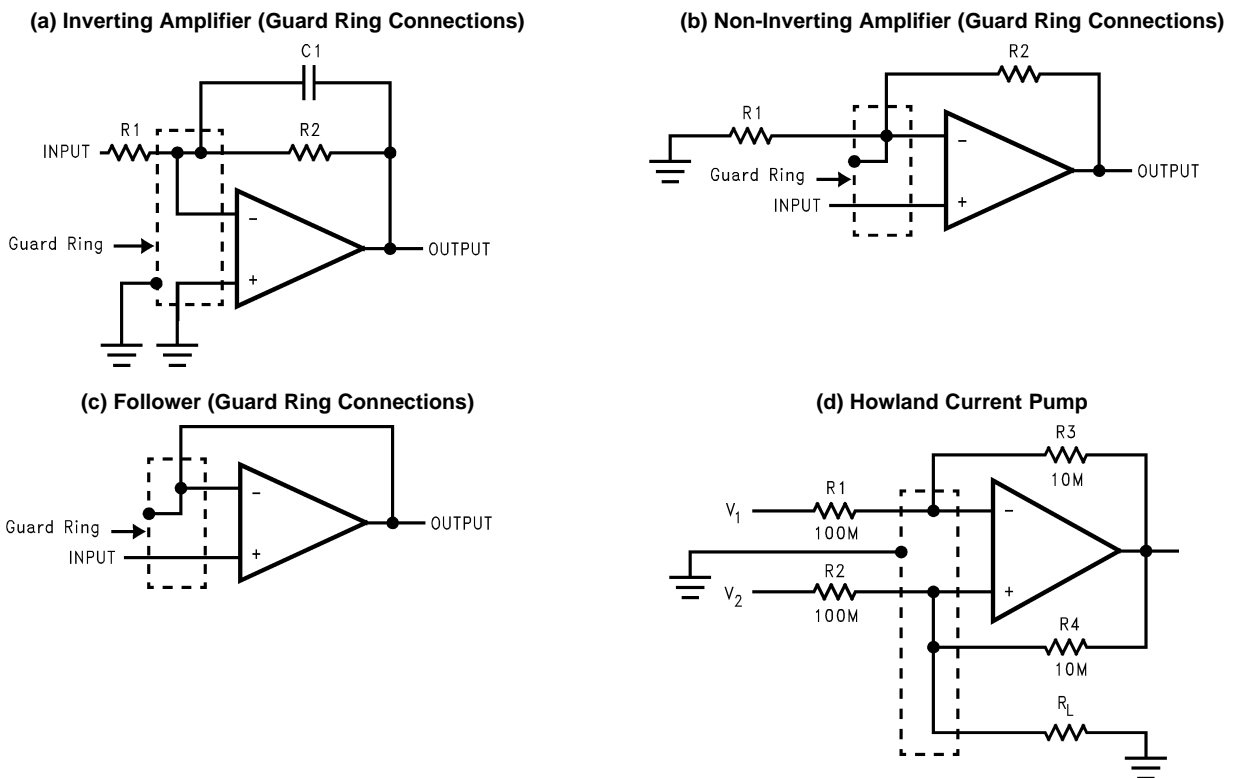 (a) Inverting Amplifier (Guard Ring Connections)
C1
R1
R2
INPUT
−
Guard Ring
+
OUTPUT
(b) Non-Inverting Amplifier (Guard Ring Connections)
R2
R1
−
Guard Ring
OUTPUT
INPUT
+
(c) Follower (Guard Ring Connections)
−
Guard Ring
OUTPUT
INPUT
+
(d) Howland Current Pump
R3
10M
R1
V1
−
100M
R2
V2
+
100M
R4
10M
RL